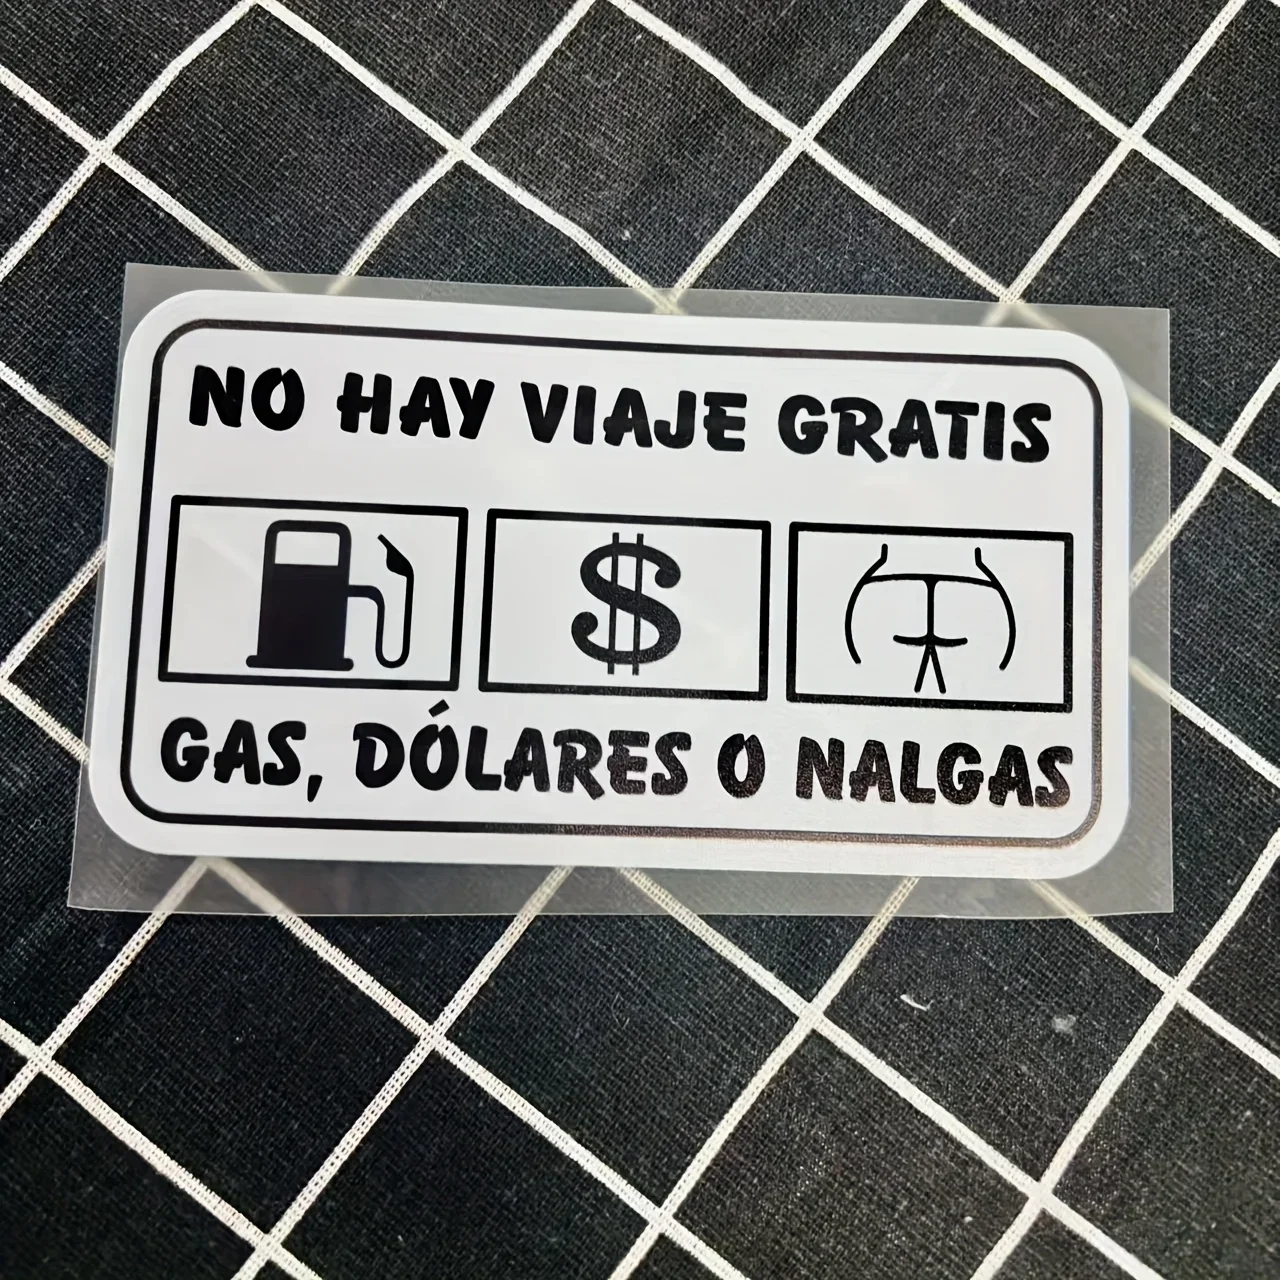 NO HAY VIAJE GRATIS
$
GAS, DÓLARES O NALGAS